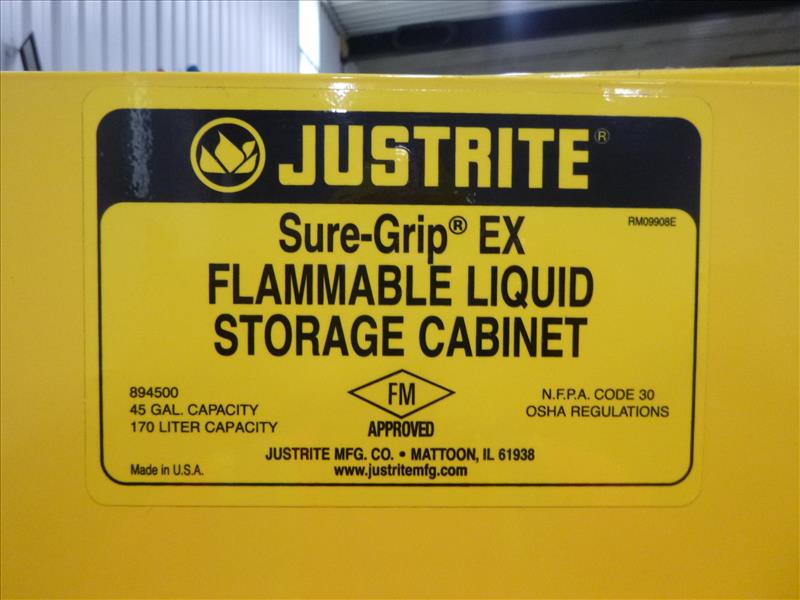 JUSTRITE®
RM09908E
Sure-Grip® EX
FLAMMABLE LIQUID
STORAGE CABINET
894500
45 GAL. CAPACITY
170 LITER CAPACITY
FM
APPROVED
N.F.P.A. CODE 30
OSHA REGULATIONS
JUSTRITE MFG. CO. • MATTOON, IL 61938
www.justritemfg.com
Made in U.S.A.